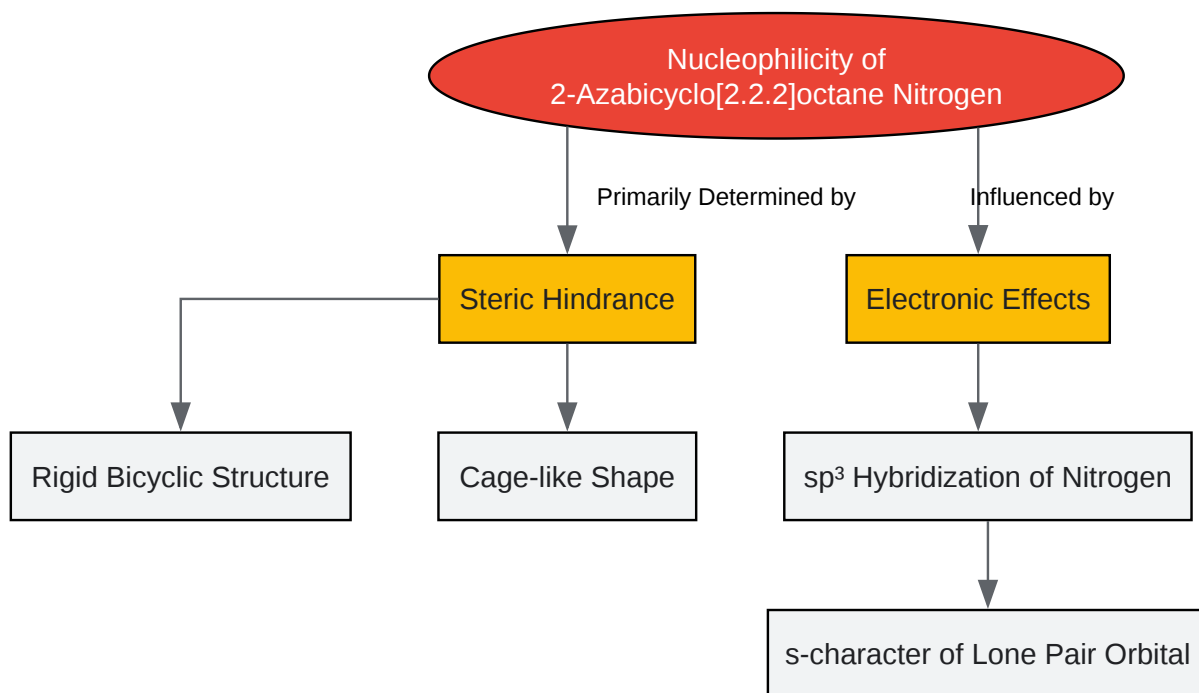 Nucleophilicity of
2-Azabicyclo[2.2.2]octane Nitrogen
Primarily Determined by
Influenced by
Steric Hindrance
Electronic Effects
Rigid Bicyclic Structure
Cage-like Shape
sp³ Hybridization of Nitrogen
s-character of Lone Pair Orbital